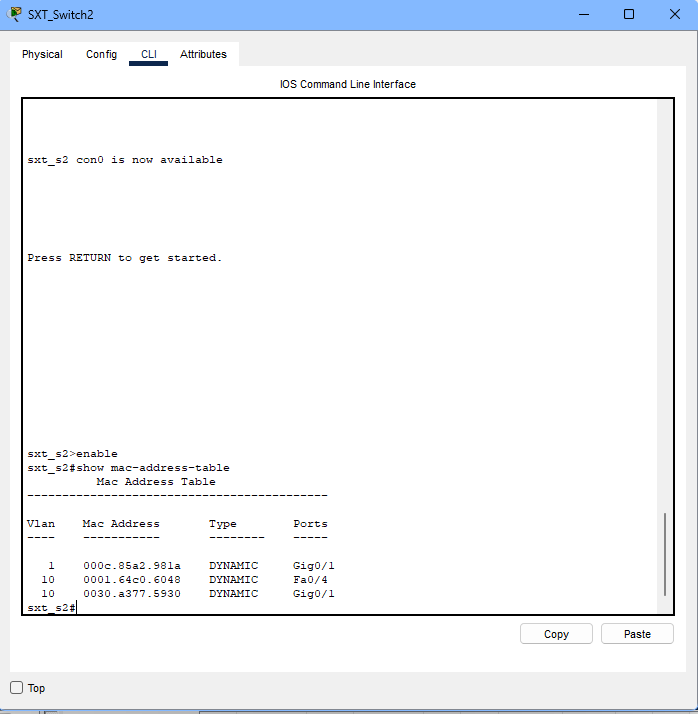 SXT_Switch2
Physical Config CLI Attributes
IOS Command Line Interface
sxt_s2 con0 is now available
Press RETURN to get started.
sxt_s2>enable
sxt_s2#show mac-address-table
Mac Address Table
-------------------------------------------
Vlan Mac Address Type Ports
---- ----------- -------- -----
1 000c.85a2.981a DYNAMIC Gig0/1
10 0001.64c0.6048 DYNAMIC Fa0/4
10 0030.a377.5930 DYNAMIC Gig0/1
sxt_s2#
Copy Paste
Top